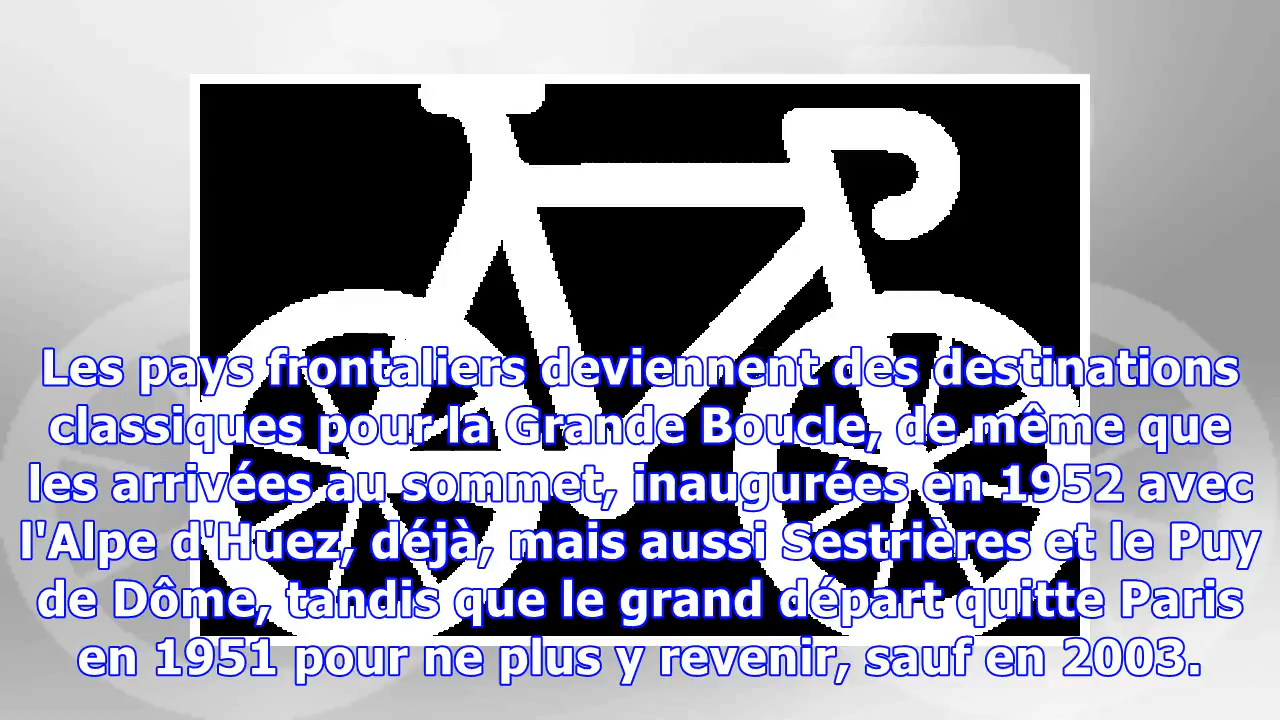 Les pays frontaliers deviennent des destinations
classiques pour la Grande Boucle, de même que
les arrivées au sommet, inaugurées en 1952 avec
l'Alpe d'Huez, déjà, mais aussi Sestrières et le Puy
de Dôme, tandis que le grand départ quitte Paris
en 1951 pour ne plus y revenir, sauf en 2003.